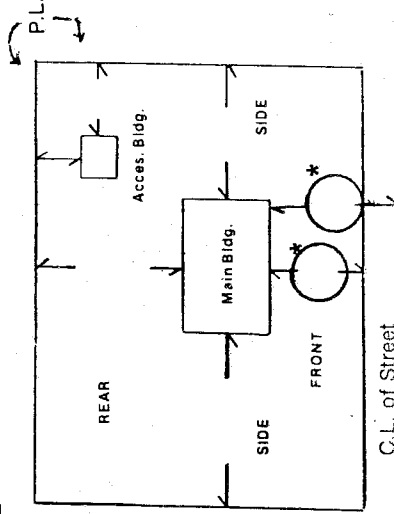 P.L.
Acces. Bldg.
REAR
SIDE
Main Bldg.
*
*
SIDE
FRONT
C.L. of Street